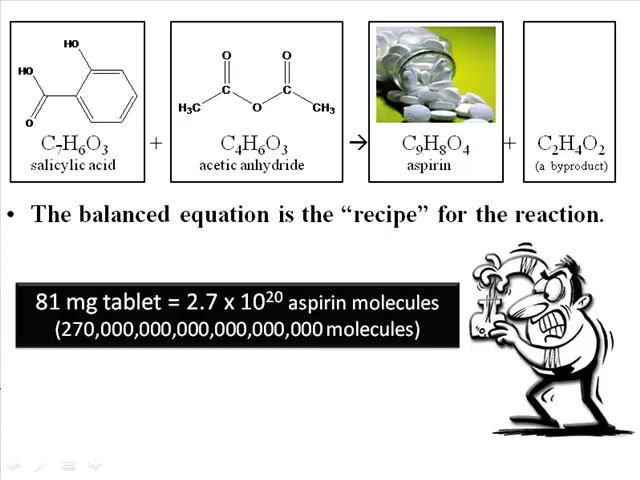 HO
HO
O
O
O
C
C
H₃C
O
CH₃
C₇H₆O₃ + C₄H₆O₃ → C₉H₈O₄ + C₂H₄O₂
salicylic acid acetic anhydride aspirin (a byproduct)
• The balanced equation is the “recipe” for the reaction.
81 mg tablet = 2.7 x 10²⁰ aspirin molecules
(270,000,000,000,000,000,000 molecules)